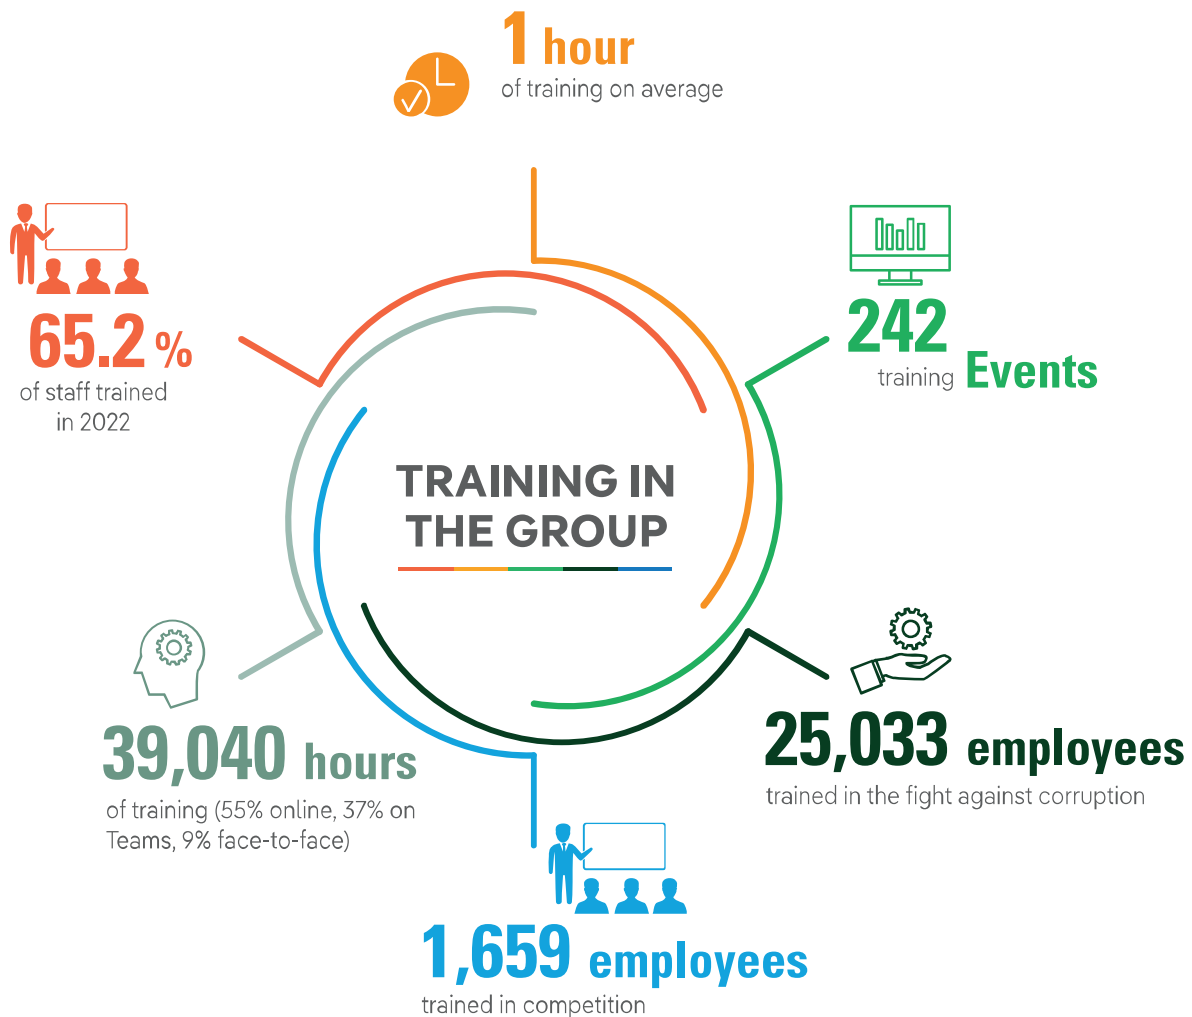 1 hour
of training on average
65.2 %
of staff trained
in 2022
242
training Events
TRAINING IN
THE GROUP
39,040 hours
of training (55% online, 37% on
Teams, 9% face-to-face)
25,033 employees
trained in the fight against corruption
1,659 employees
trained in competition